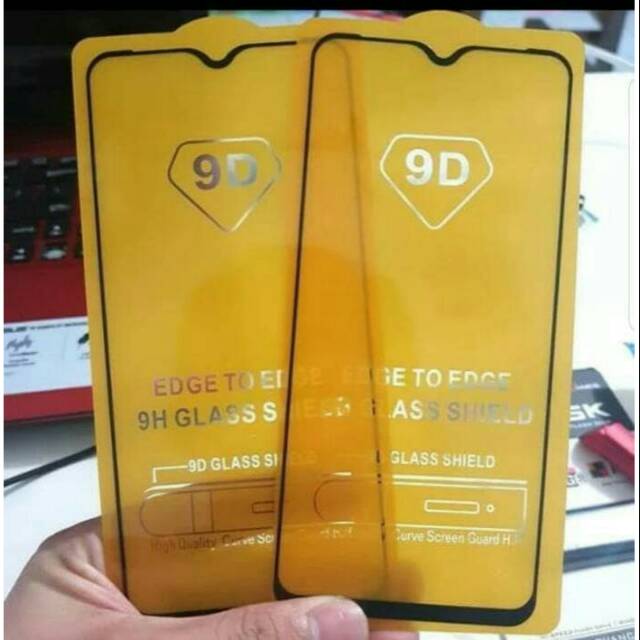 9D
EDGE TO EDGE
9H GLASS SHIELD
9D GLASS SHIELD
High Quality Curve Screen Guard
9D
EDGE TO EDGE
GLASS SHIELD
GLASS SHIELD
Curve Screen Guard
SK